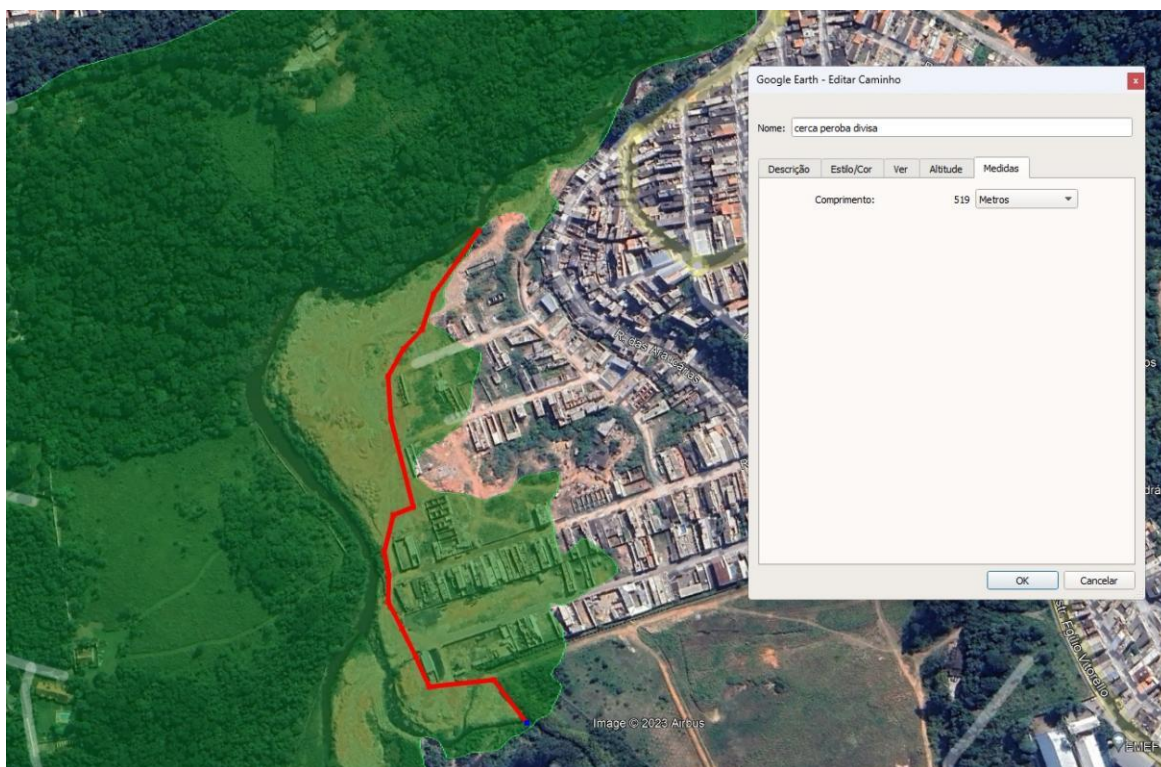 Google Earth - Editar Caminho
x
Nome: cerca peroba divisa
Descrição Estilo/Cor Ver Altitude Medidas
Comprimento: 519 Metros
OK Cancelar
R. das Araucárias
Image © 2023 Airbus